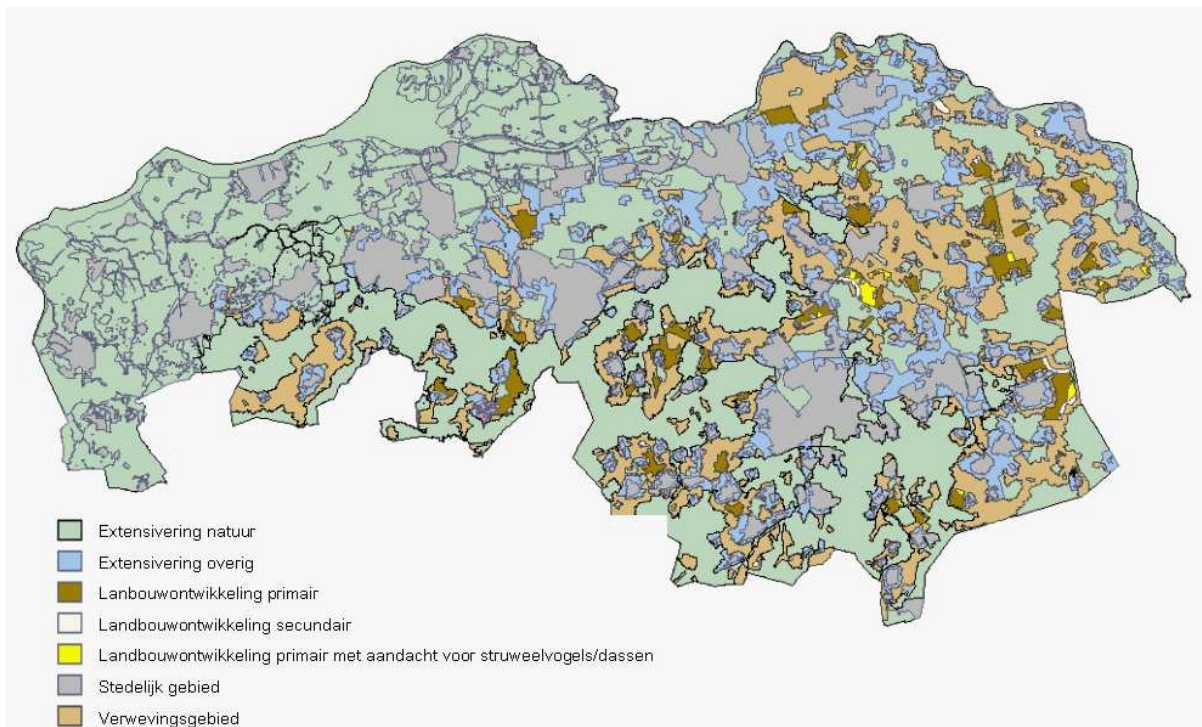 Extensivering natuur
Extensivering overig
Lanbouwontwikkeling primair
Landbouwontwikkeling secundair
Landbouwontwikkeling primair met aandacht voor struweelvogels/dassen
Stedelijk gebied
Verwevingsgebied